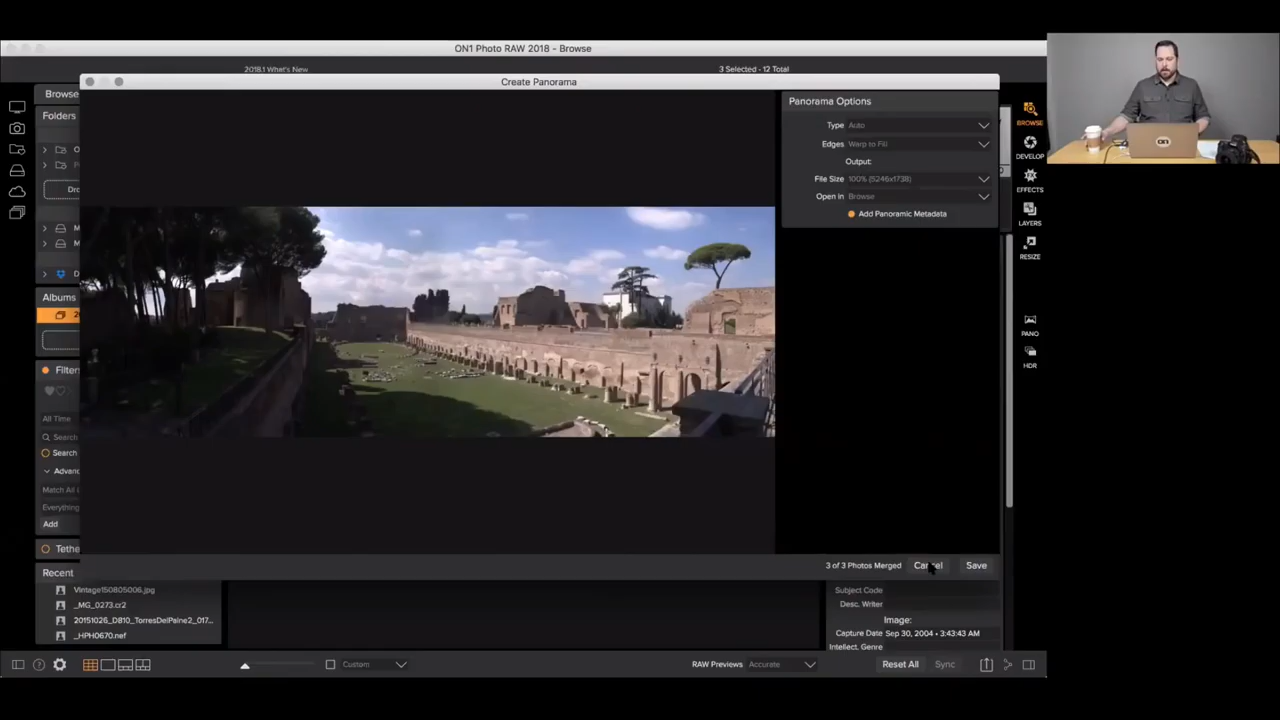 ON1 Photo RAW 2018 - Browse
2018.1 What's New
3 Selected - 12 Total
Create Panorama
Browse
Folders
Albums
Filters
All Time
Search
Search
Match All
Everything
Add
Recent
Vintage150805006.jpg
_MG_0273.cr2
20151026_D810_TorresDelPaine2_017...
_HPH0670.nef
Panorama Options
Type Auto
Edges Warp to Fill
Output:
File Size 100% (5246x1738)
Open in Browse
Add Panoramic Metadata
3 of 3 Photos Merged
Cancel
Save
Subject Code
Desc. Writer
Image:
Capture Date Sep 30, 2004 • 3:43:43 AM
Intellect. Genre
Custom
RAW Previews Accurate
Reset All
Sync
BROWSE
DEVELOP
EFFECTS
LAYERS
RESIZE
PANO
HDR
ON